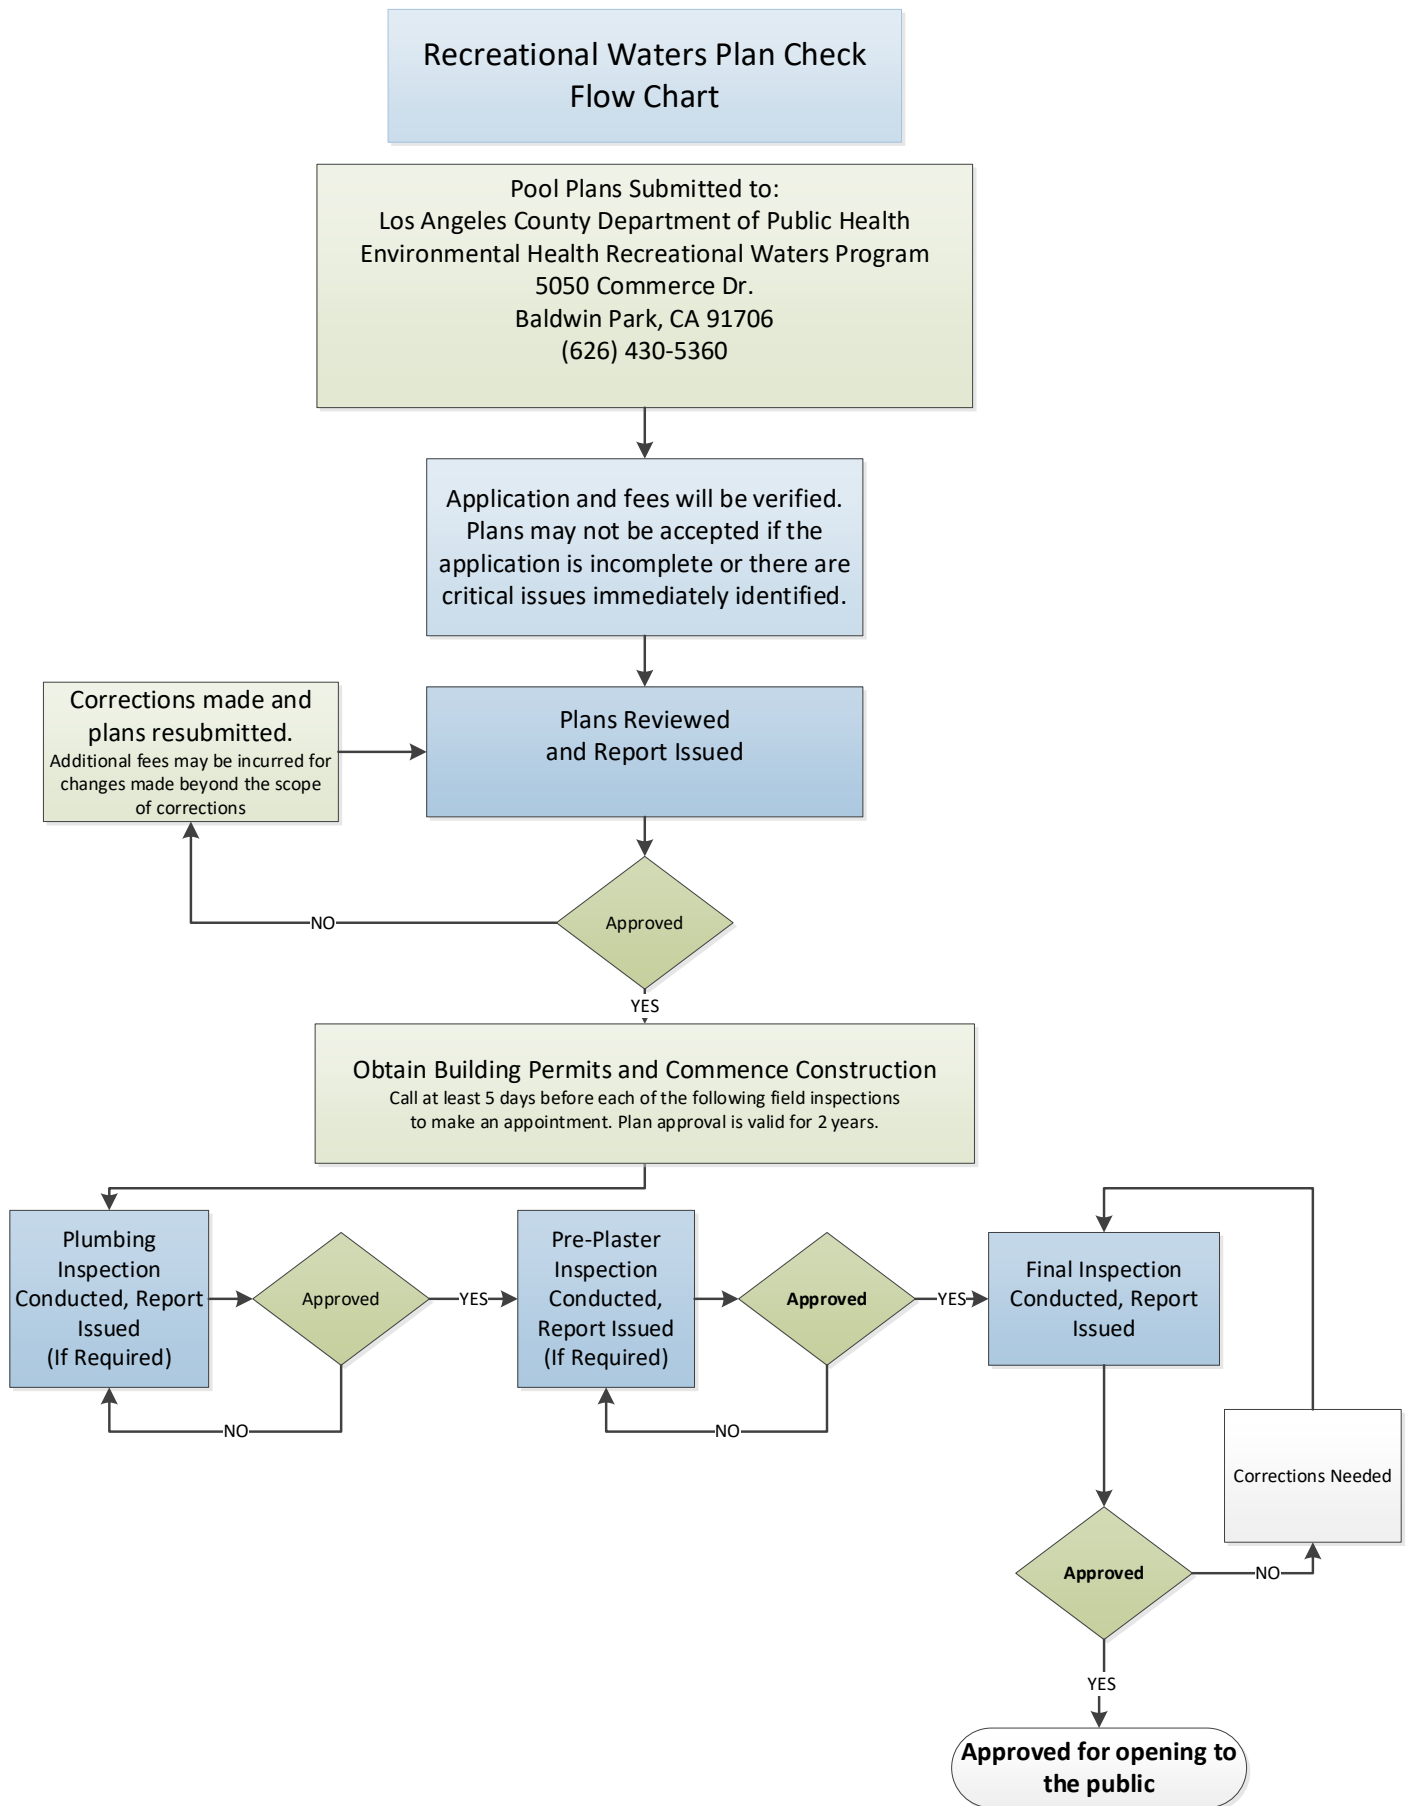 Recreational Waters Plan Check
Flow Chart
Pool Plans Submitted to:
Los Angeles County Department of Public Health
Environmental Health Recreational Waters Program
5050 Commerce Dr.
Baldwin Park, CA 91706
(626) 430-5360
Application and fees will be verified.
Plans may not be accepted if the
application is incomplete or there are
critical issues immediately identified.
Corrections made and
plans resubmitted.
Additional fees may be incurred for
changes made beyond the scope
of corrections
Plans Reviewed
and Report Issued
Approved
NO
YES
Obtain Building Permits and Commence Construction
Call at least 5 days before each of the following field inspections
to make an appointment. Plan approval is valid for 2 years.
Plumbing
Inspection
Conducted, Report
Issued
(If Required)
Approved
YES
NO
Pre-Plaster
Inspection
Conducted,
Report Issued
(If Required)
Approved
YES
NO
Final Inspection
Conducted, Report
Issued
Corrections Needed
Approved
NO
YES
Approved for opening to
the public